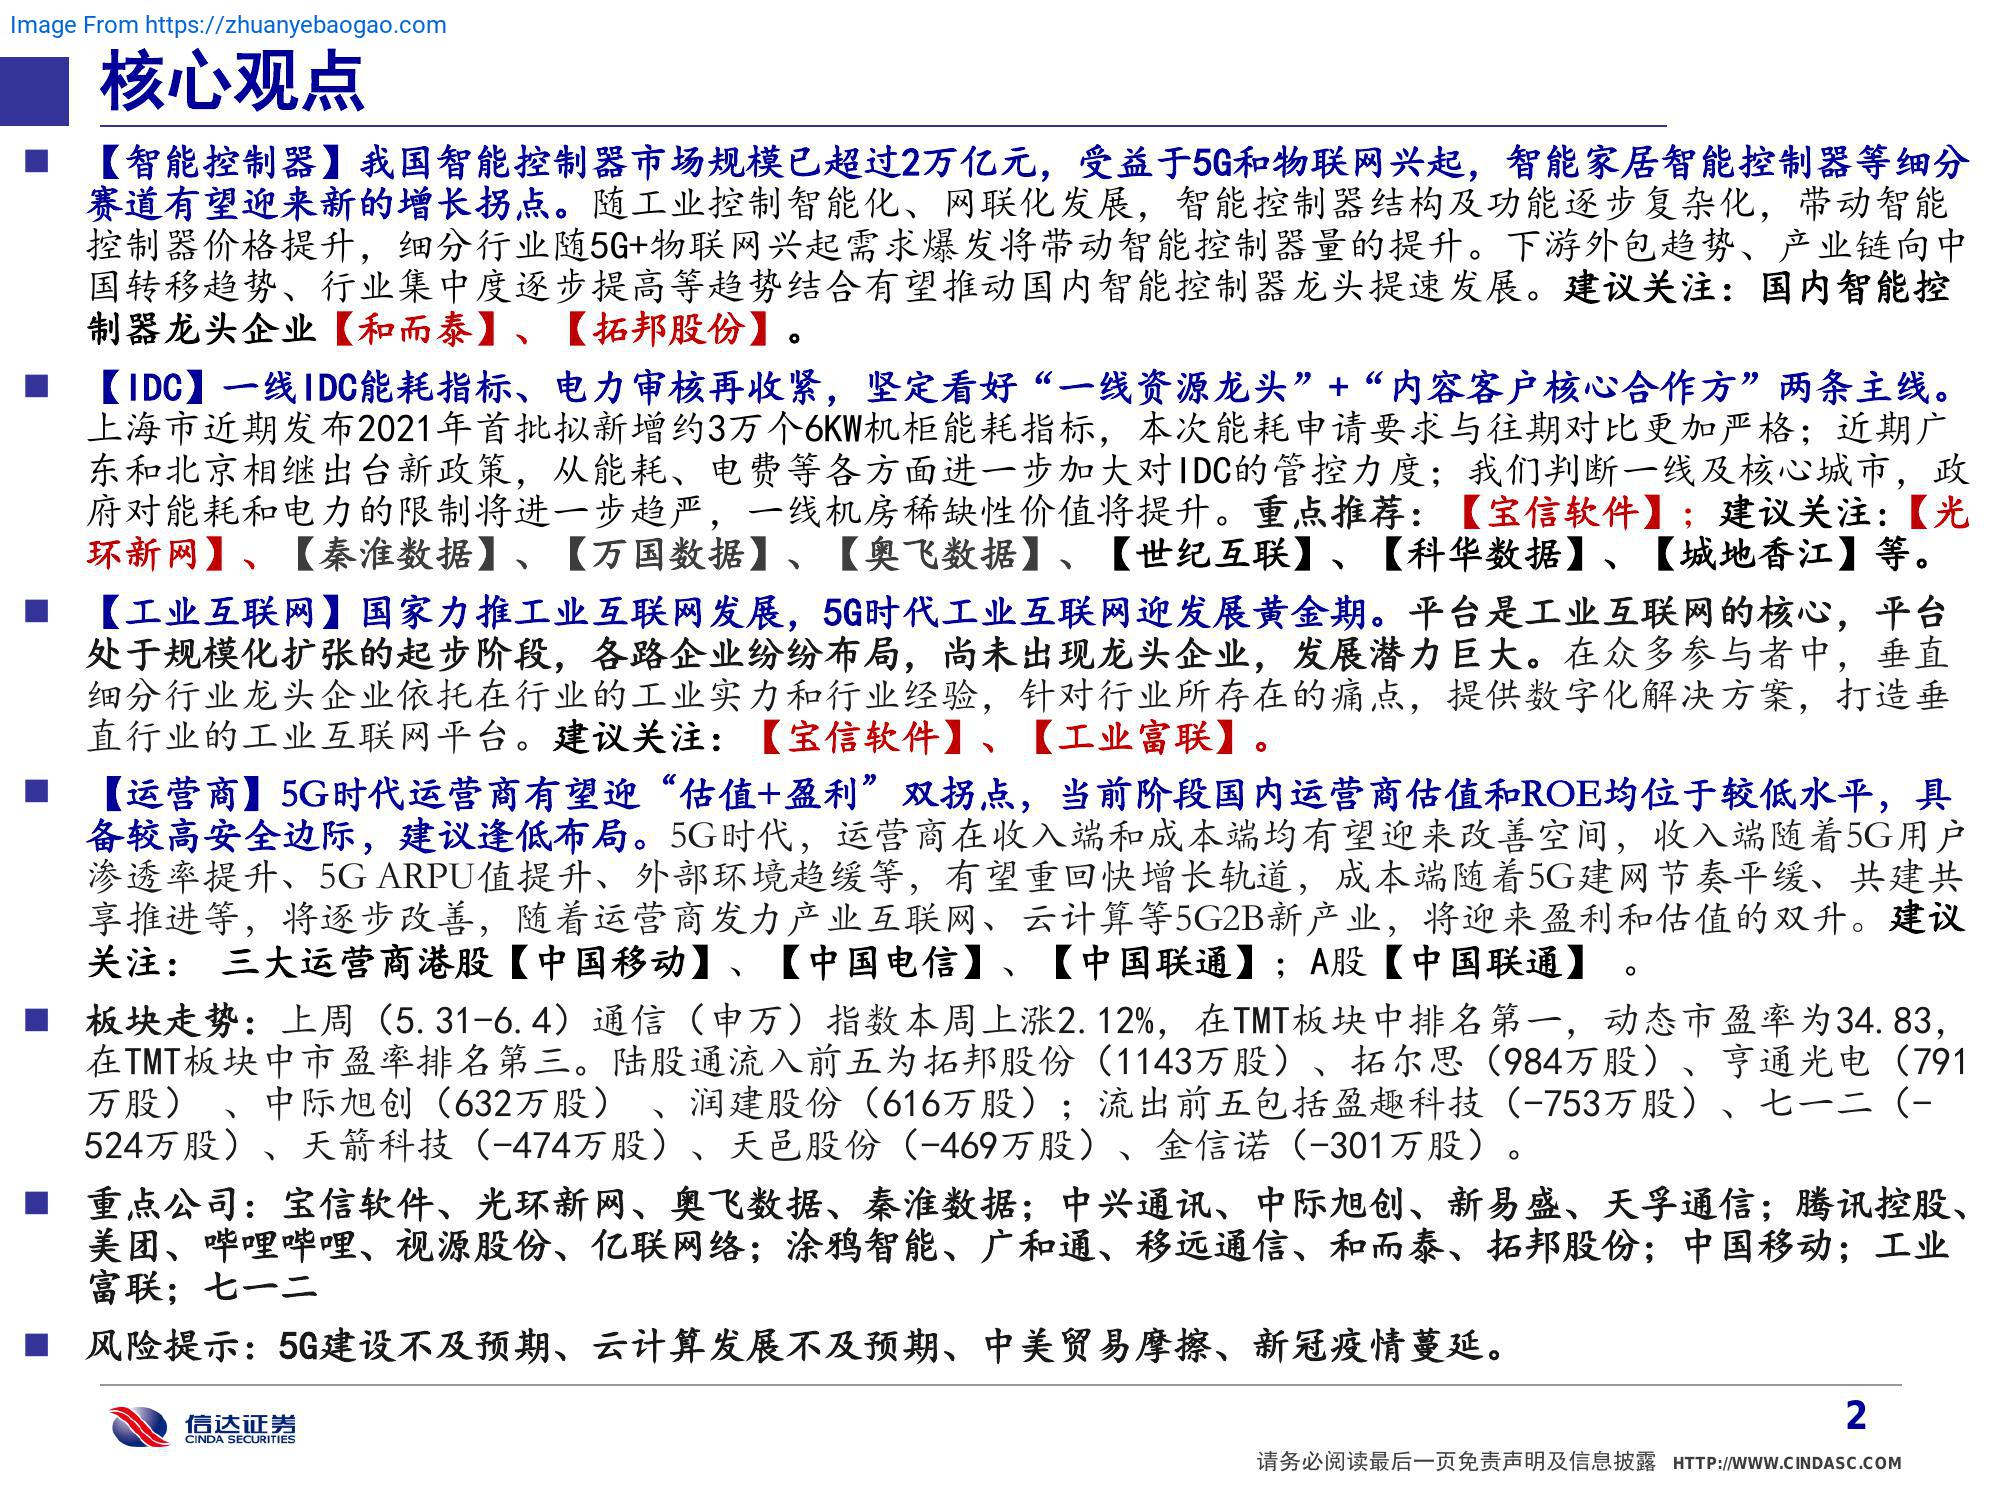 Image From https://zhuanyebaogao.com
核心观点
■ 【智能控制器】我国智能控制器市场规模已超过2万亿元，受益于5G和物联网兴起，智能家居智能控制器等细分
赛道有望迎来新的增长拐点。随工业控制智能化、网联化发展，智能控制器结构及功能逐步复杂化，带动智能
控制器价格提升，细分行业随5G+物联网兴起需求爆发将带动智能控制器量的提升。下游外包趋势、产业链向中
国转移趋势、行业集中度逐步提高等趋势结合有望推动国内智能控制器龙头提速发展。建议关注：国内智能控
制器龙头企业【和而泰】、【拓邦股份】。
■ 【IDC】一线IDC能耗指标、电力审核再收紧，坚定看好“一线资源龙头”+“内容客户核心合作方”两条主线。
上海市近期发布2021年首批拟新增约3万个6KW机柜能耗指标，本次能耗申请要求与往期对比更加严格；近期广
东和北京相继出台新政策，从能耗、电费等各方面进一步加大对IDC的管控力度；我们判断一线及核心城市，政
府对能耗和电力的限制将进一步趋严，一线机房稀缺性价值将提升。重点推荐：【宝信软件】；建议关注：【光
环新网】、【秦淮数据】、【万国数据】、【奥飞数据】、【世纪互联】、【科华数据】、【城地香江】等。
■ 【工业互联网】国家力推工业互联网发展，5G时代工业互联网迎发展黄金期。平台是工业互联网的核心，平台
处于规模化扩张的起步阶段，各路企业纷纷布局，尚未出现龙头企业，发展潜力巨大。在众多参与者中，垂直
细分行业龙头企业依托在行业的工业实力和行业经验，针对行业所存在的痛点，提供数字化解决方案，打造垂
直行业的工业互联网平台。建议关注：【宝信软件】、【工业富联】。
■ 【运营商】5G时代运营商有望迎“估值+盈利”双拐点，当前阶段国内运营商估值和ROE均位于较低水平，具
备较高安全边际，建议逢低布局。5G时代，运营商在收入端和成本端均有望迎来改善空间，收入端随着5G用户
渗透率提升、5G ARPU值提升、外部环境趋缓等，有望重回快增长轨道，成本端随着5G建网节奏平缓、共建共
享推进等，将逐步改善，随着运营商发力产业互联网、云计算等5G2B新产业，将迎来盈利和估值的双升。建议
关注： 三大运营商港股【中国移动】、【中国电信】、【中国联通】；A股【中国联通】 。
■ 板块走势：上周（5.31-6.4）通信（申万）指数本周上涨2.12%，在TMT板块中排名第一，动态市盈率为34.83，
在TMT板块中市盈率排名第三。陆股通流入前五为拓邦股份（1143万股）、拓尔思（984万股）、亨通光电（791
万股） 、中际旭创（632万股） 、润建股份（616万股）；流出前五包括盈趣科技（-753万股）、七一二（-
524万股）、天箭科技（-474万股）、天邑股份（-469万股）、金信诺（-301万股）。
■ 重点公司：宝信软件、光环新网、奥飞数据、秦淮数据；中兴通讯、中际旭创、新易盛、天孚通信；腾讯控股、
美团、哔哩哔哩、视源股份、亿联网络；涂鸦智能、广和通、移远通信、和而泰、拓邦股份；中国移动；工业
富联；七一二
■ 风险提示：5G建设不及预期、云计算发展不及预期、中美贸易摩擦、新冠疫情蔓延。
信达证券
CINDA SECURITIES
2
请务必阅读最后一页免责声明及信息披露 HTTP://WWW.CINDASC.COM